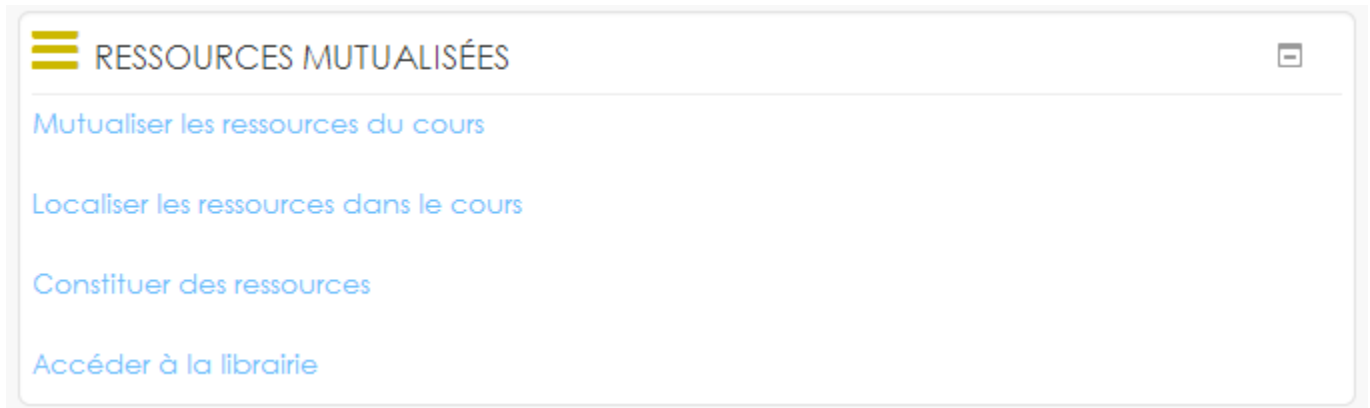 RESSOURCES MUTUALISÉES
Mutualiser les ressources du cours
Localiser les ressources dans le cours
Constituer des ressources
Accéder à la librairie